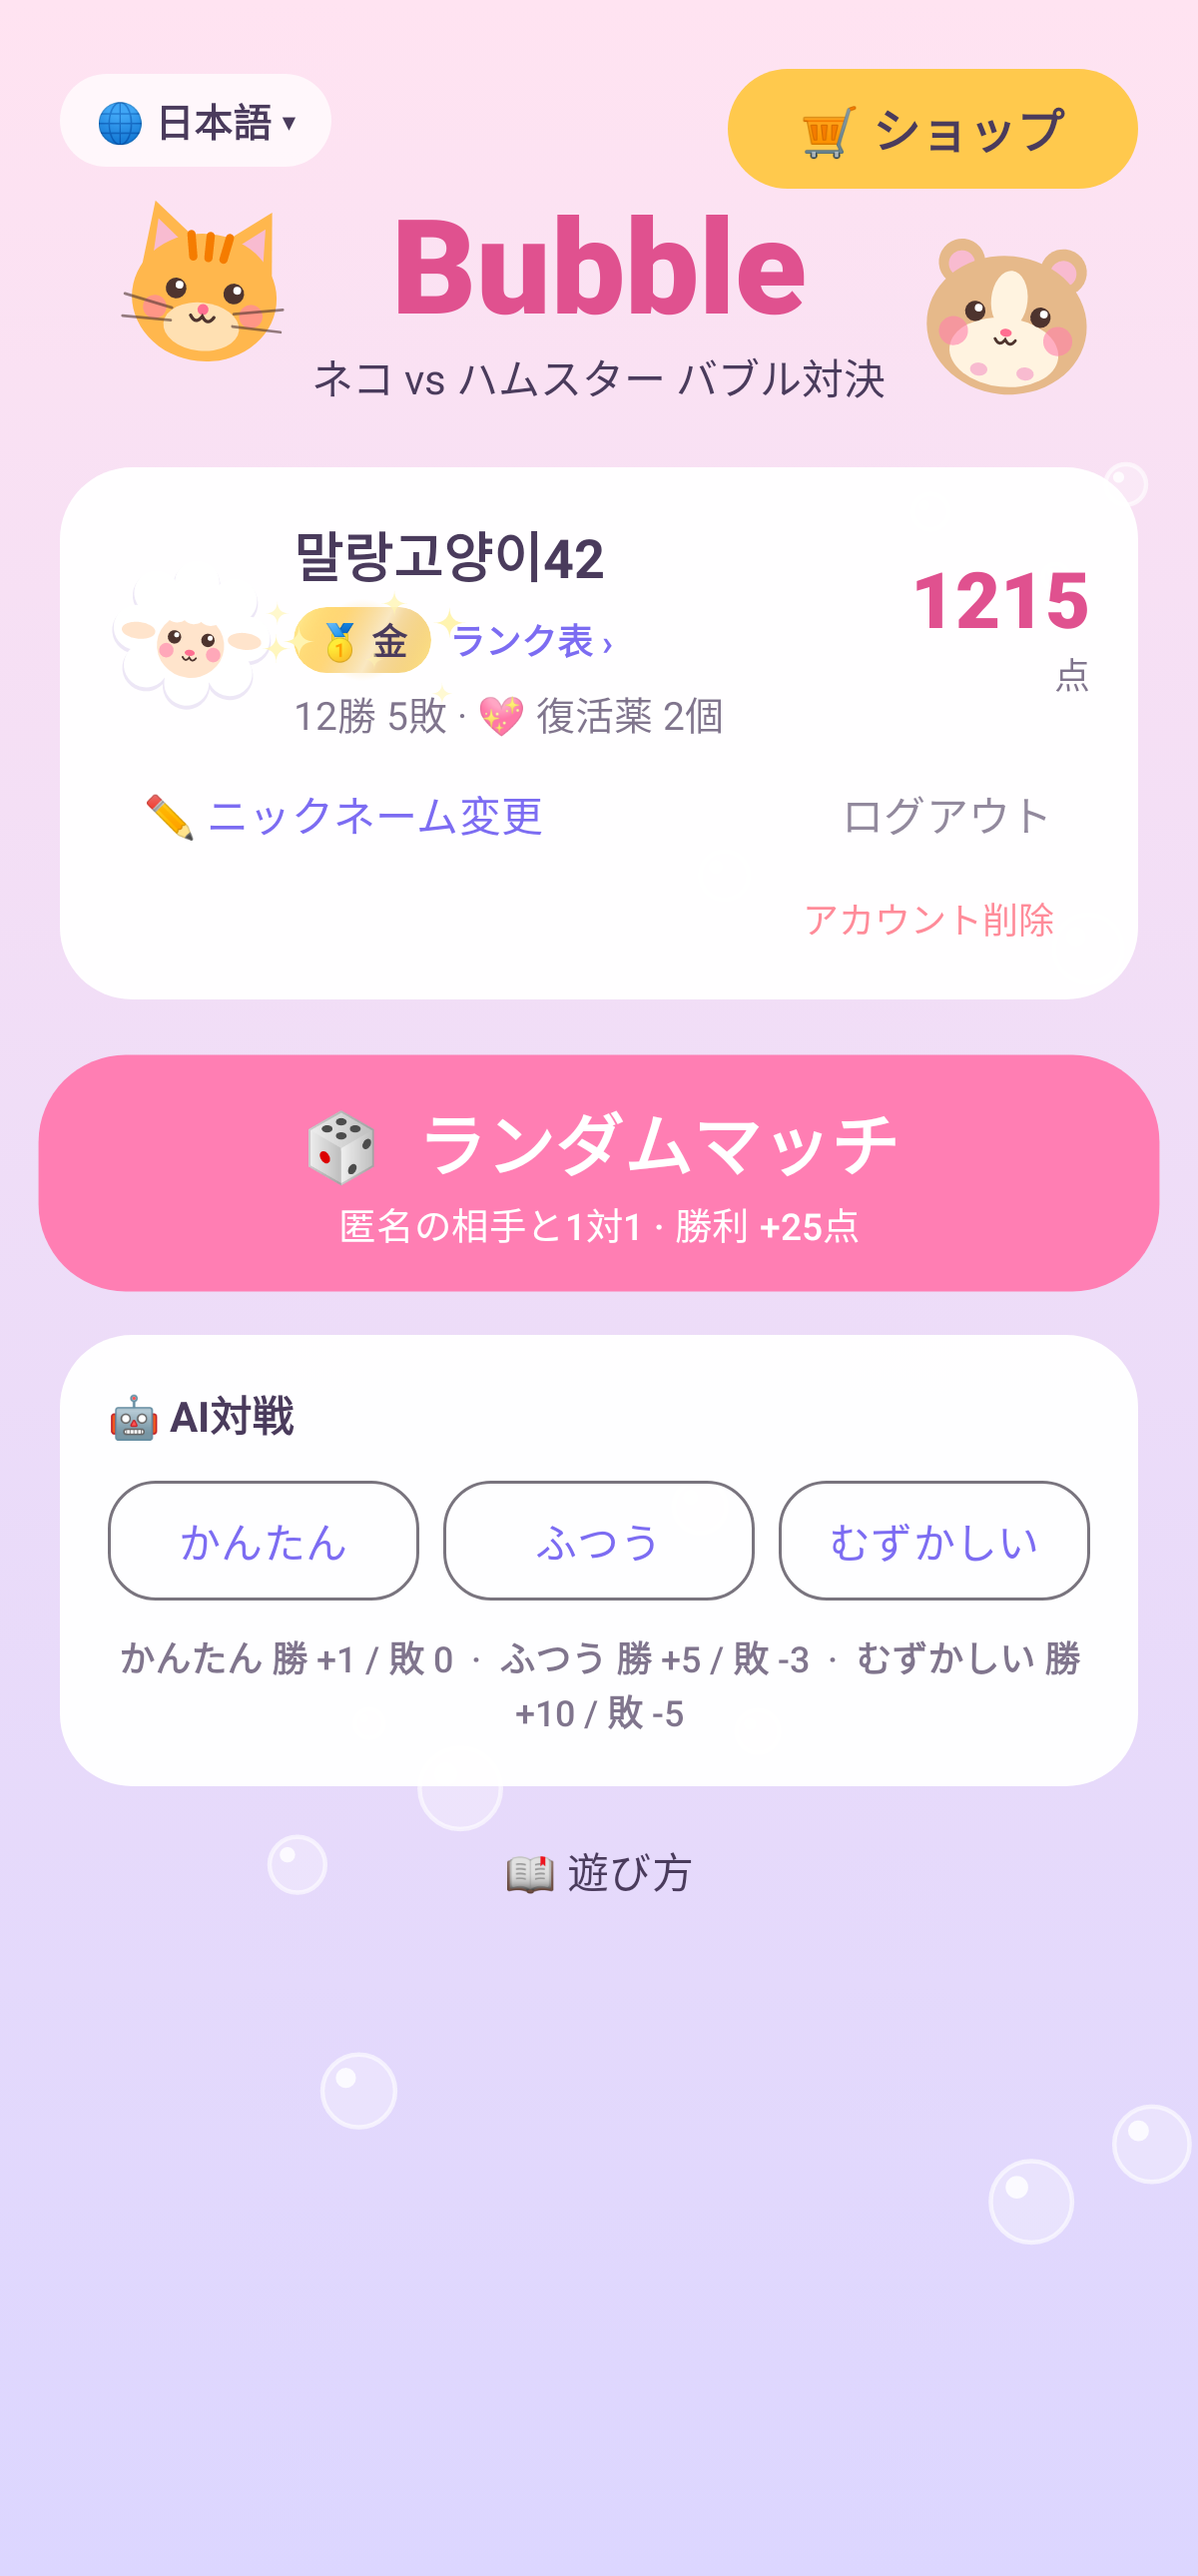 日本語 ▾
ショップ
Bubble
ネコ vs ハムスター バブル対決
말랑고양이42
金 ランク表 ›
1215
点
12勝 5敗 · 💖 復活薬 2個
ニックネーム変更
ログアウト
アカウント削除
ランダムマッチ
匿名の相手と1対1 · 勝利 +25点
AI対戦
かんたん
ふつう
むずかしい
かんたん 勝 +1 / 敗 0 · ふつう 勝 +5 / 敗 -3 · むずかしい 勝
+10 / 敗 -5
遊び方